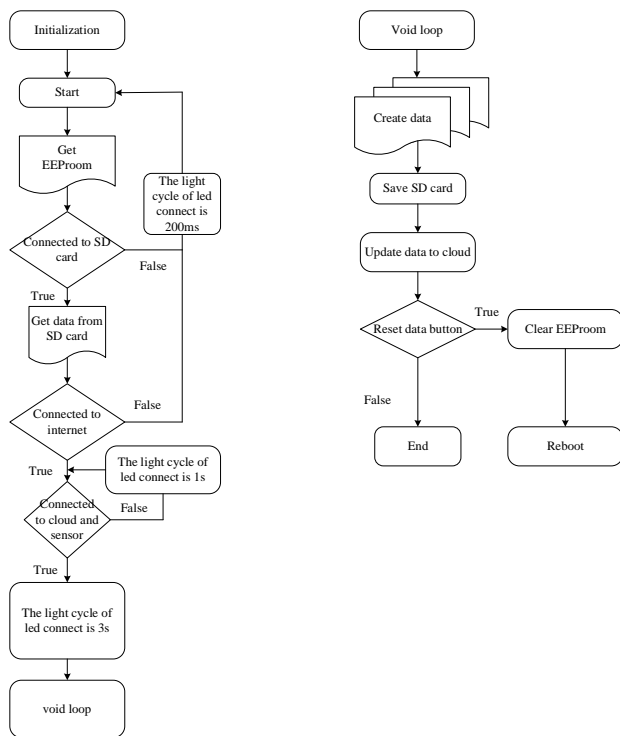 Initialization
Start
Get
EEProom
The light
cycle of led
connect is
200ms
Connected to SD
card
False
True
Get data from
SD card
Connected to
internet
False
True
The light cycle of
led connect is 1s
Connected
to cloud and
sensor
False
True
The light cycle of
led connect is 3s
void loop
Void loop
Create data
Save SD card
Update data to cloud
Reset data button
True
Clear EEProom
False
End
Reboot